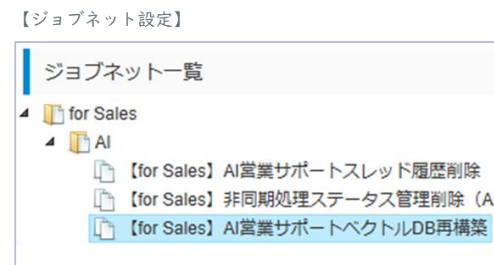 【ジョブネット設定】
ジョブネット一覧
for Sales
AI
【for Sales】AI営業サポートスレッド履歴削除
【for Sales】非同期処理ステータス管理削除（A
【for Sales】AI営業サポートベクトルDB再構築